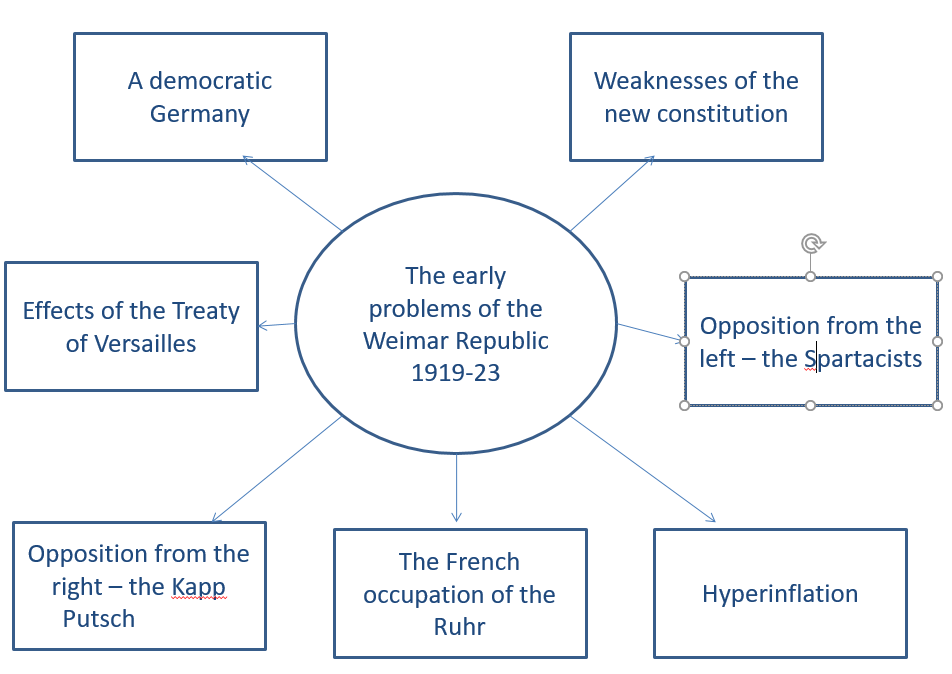 A democratic
Germany
Weaknesses of the
new constitution
The early
problems of the
Weimar Republic
1919-23
Effects of the Treaty
of Versailles
Opposition from the
left – the Spartacists
Opposition from the
right – the Kapp
Putsch
The French
occupation of the
Ruhr
Hyperinflation